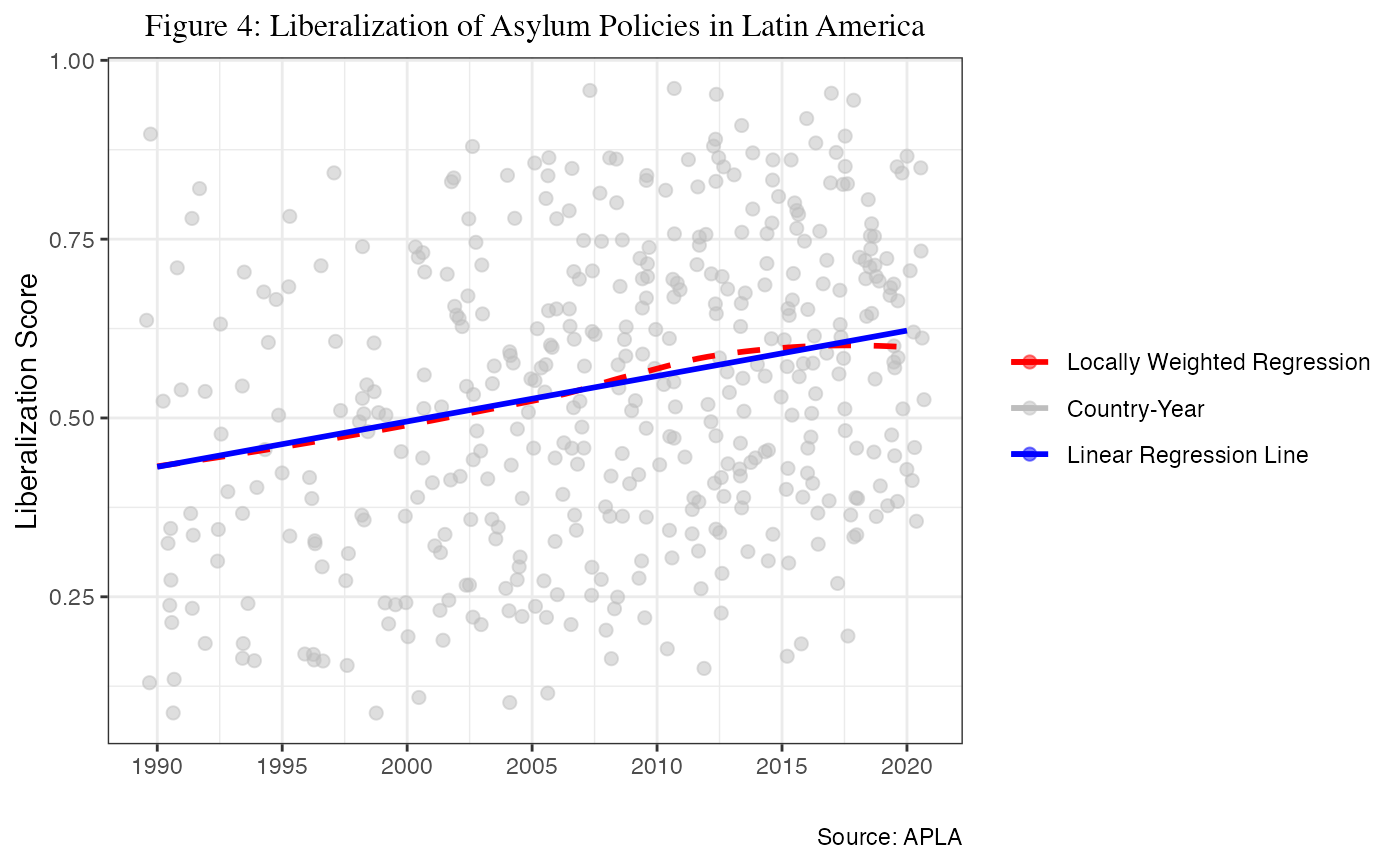 Figure 4: Liberalization of Asylum Policies in Latin America
1.00
0.75
0.50
0.25
Liberalization Score
1990 1995 2000 2005 2010 2015 2020
Locally Weighted Regression
Country-Year
Linear Regression Line
Source: APLA